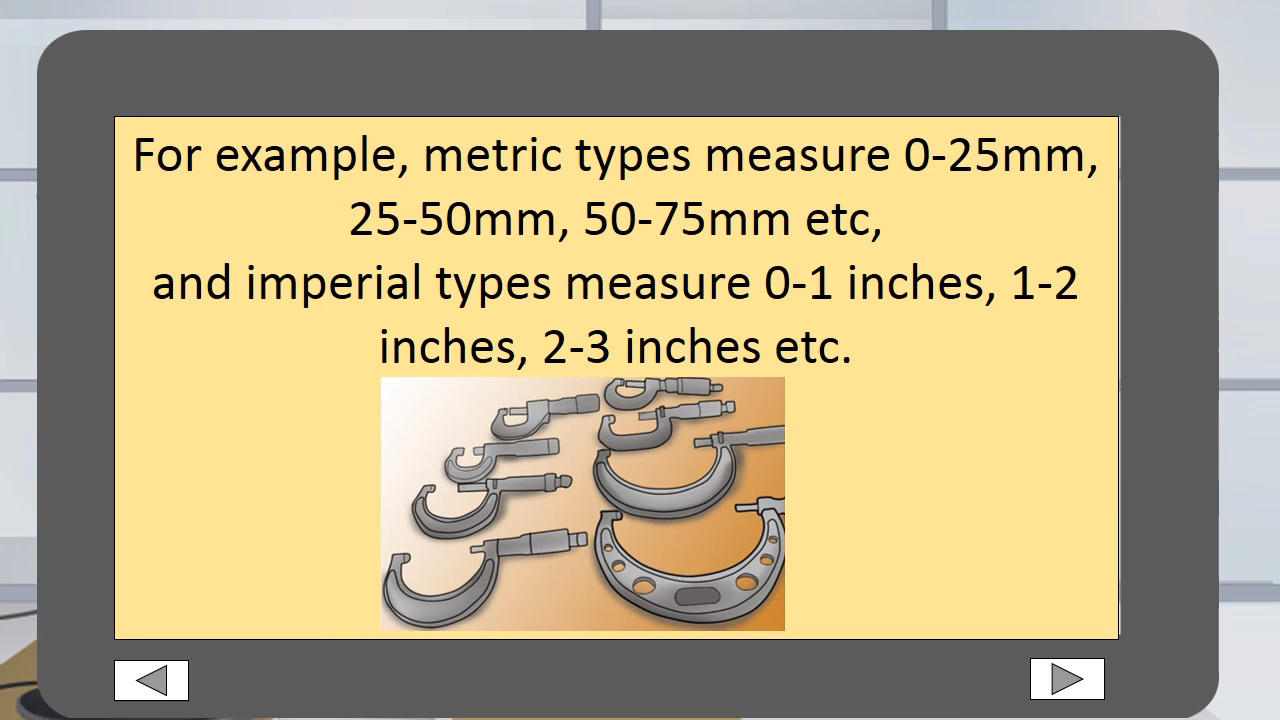 For example, metric types measure 0-25mm,
25-50mm, 50-75mm etc,
and imperial types measure 0-1 inches, 1-2
inches, 2-3 inches etc.